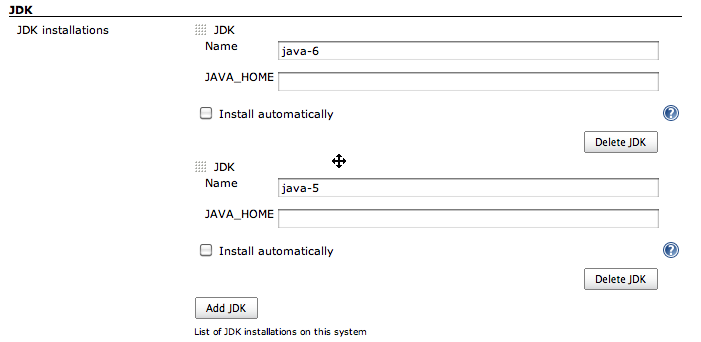 JDK
JDK installations
JDK
Name
java-6
JAVA_HOME
Install automatically
?
Delete JDK
JDK
Name
java-5
JAVA_HOME
Install automatically
?
Delete JDK
Add JDK
List of JDK installations on this system